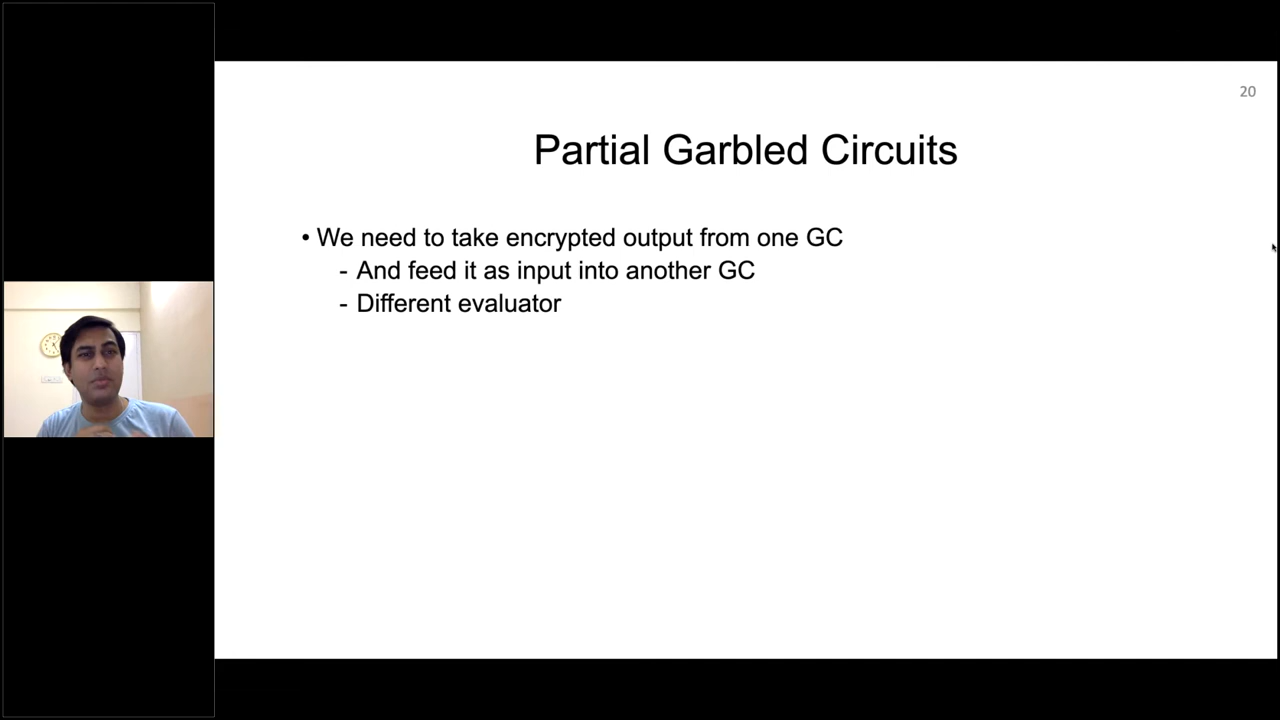 20
Partial Garbled Circuits
• We need to take encrypted output from one GC
- And feed it as input into another GC
- Different evaluator